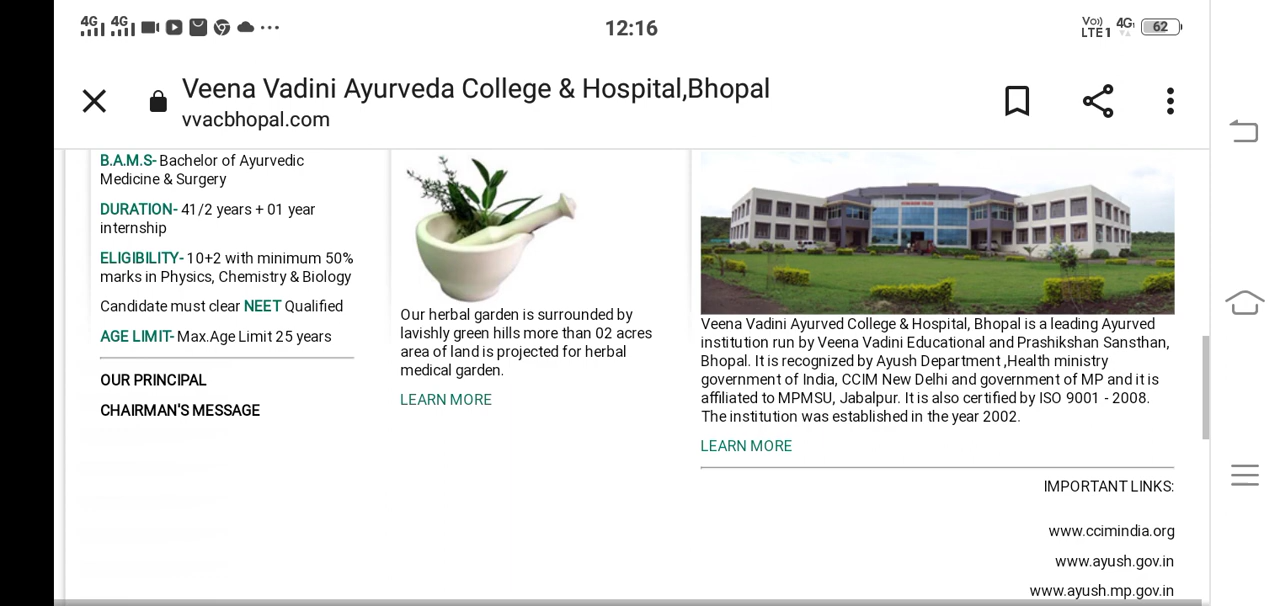 4G 4G
12:16
Vo)) LTE 1 4G 62
Veena Vadini Ayurveda College & Hospital,Bhopal
vvacbhopal.com
B.A.M.S- Bachelor of Ayurvedic
Medicine & Surgery
DURATION- 41/2 years + 01 year
internship
ELIGIBILITY- 10+2 with minimum 50%
marks in Physics, Chemistry & Biology
Candidate must clear NEET Qualified
AGE LIMIT- Max.Age Limit 25 years
OUR PRINCIPAL
CHAIRMAN'S MESSAGE
Our herbal garden is surrounded by
lavishly green hills more than 02 acres
area of land is projected for herbal
medical garden.
LEARN MORE
Veena Vadini Ayurved College & Hospital, Bhopal is a leading Ayurved
institution run by Veena Vadini Educational and Prashikshan Sansthan,
Bhopal. It is recognized by Ayush Department ,Health ministry
government of India, CCIM New Delhi and government of MP and it is
affiliated to MPMSU, Jabalpur. It is also certified by ISO 9001 - 2008.
The institution was established in the year 2002.
LEARN MORE
IMPORTANT LINKS:
www.ccimindia.org
www.ayush.gov.in
www.ayush.mp.gov.in